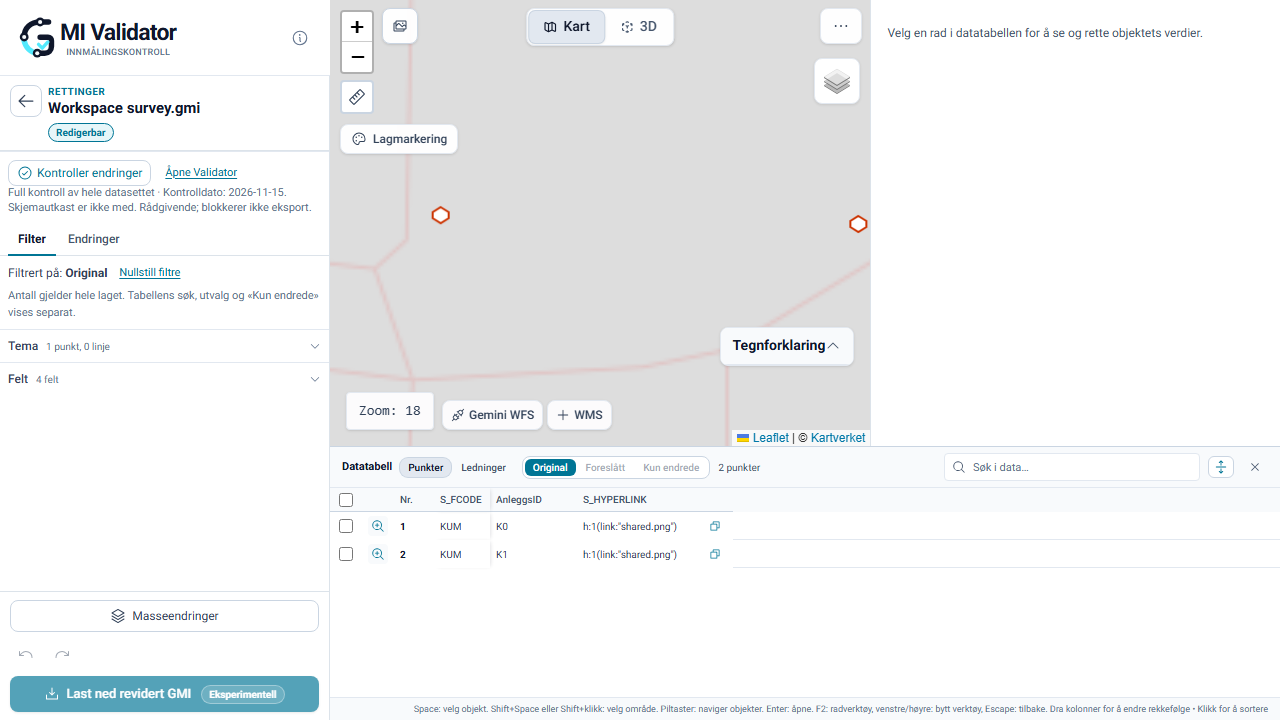 MI Validator
INNMÅLINGSKONTROLL
RETTINGER
Workspace survey.gmi
Redigerbar
Kontroller endringer
Åpne Validator
Full kontroll av hele datasettet · Kontrolldato: 2026-11-15.
Skjemautkast er ikke med. Rådgivende; blokkerer ikke eksport.
Filter
Endringer
Filtrert på: Original
Nullstill filtre
Antall gjelder hele laget. Tabellens søk, utvalg og «Kun endrede»
vises separat.
Tema 1 punkt, 0 linje
Felt 4 felt
Masseendringer
Last ned revidert GMI Eksperimentell
+
−
Kart
3D
...
Lagmarkering
Tegnforklaring
Zoom: 18
Gemini WFS
+ WMS
Leaflet | © Kartverket
Velg en rad i datatabellen for å se og rette objektets verdier.
Datatabell Punkter Ledninger Original Foreslått Kun endrede 2 punkter
Søk i data…
Nr. S_FCODE AnleggsID S_HYPERLINK
1 KUM K0 h:1(link:"shared.png")
2 KUM K1 h:1(link:"shared.png")
Space: velg objekt. Shift+Space eller Shift+klikk: velg område. Piltaster: naviger objekter. Enter: åpne. F2: radverktøy, venstre/høyre: bytt verktøy, Escape: tilbake. Dra kolonner for å endre rekkefølge • Klikk for å sortere